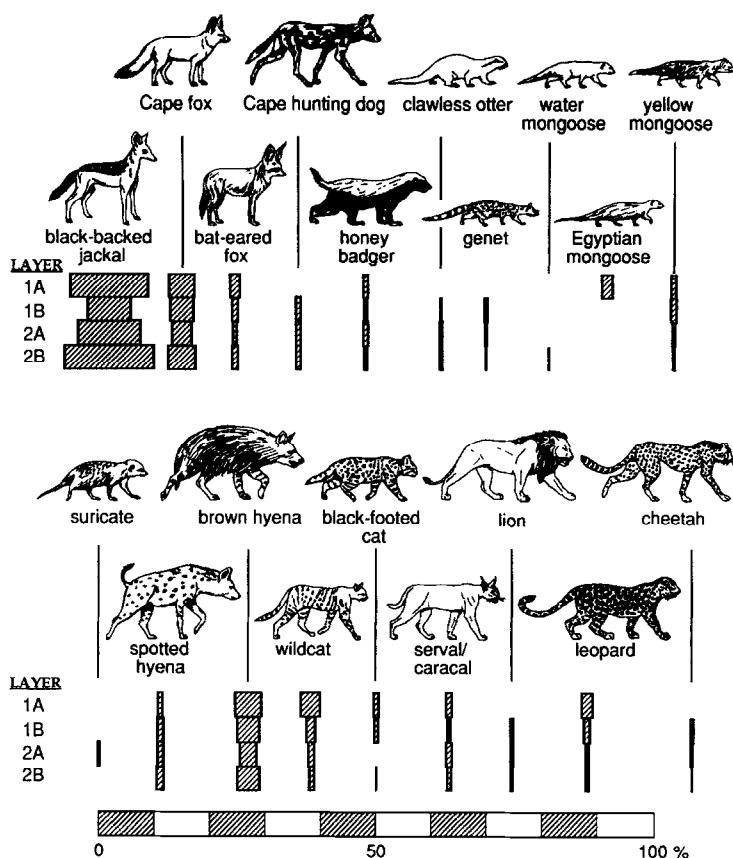 Cape fox Cape hunting dog clawless otter water mongoose yellow mongoose
black-backed jackal bat-eared fox honey badger genet Egyptian mongoose
LAYER
1A
1B
2A
2B
suricate brown hyena black-footed cat lion cheetah
spotted hyena wildcat serval/ caracal leopard
LAYER
1A
1B
2A
2B
0 50 100 %